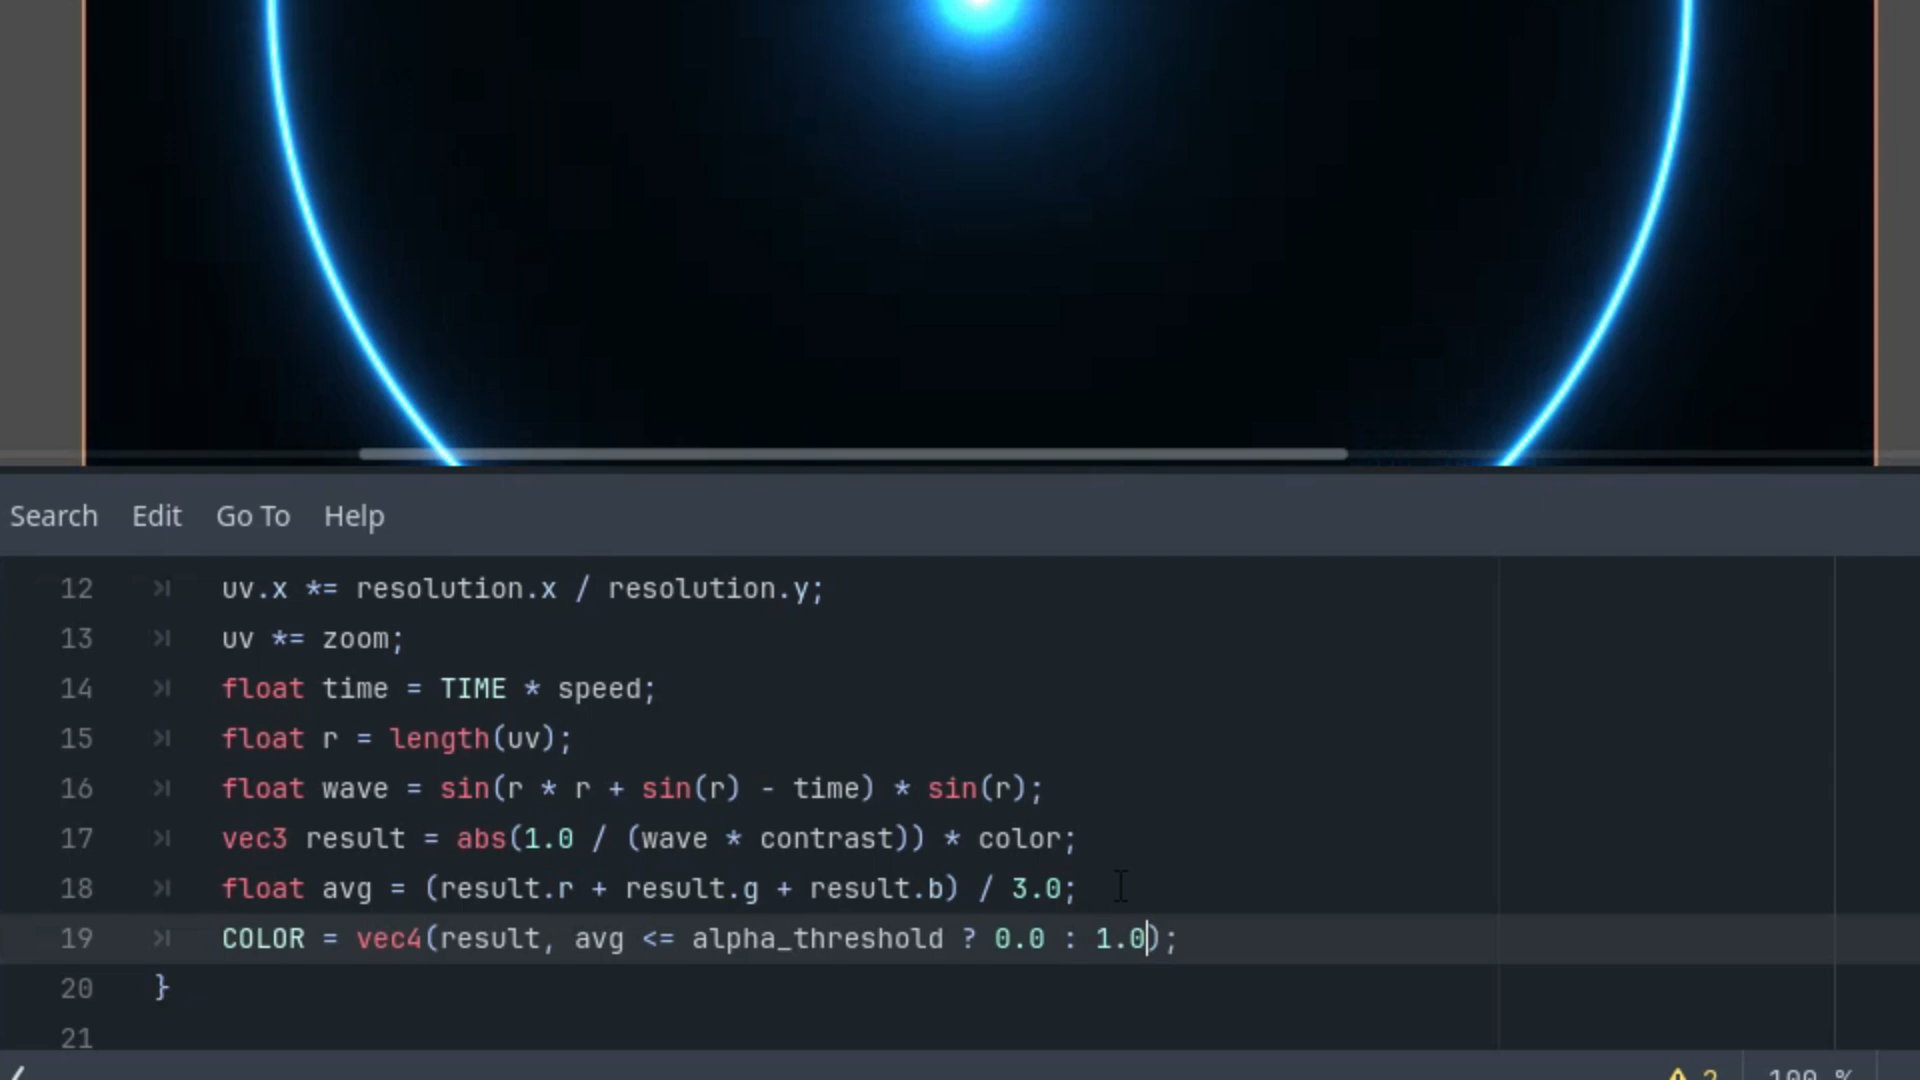 Search Edit Go To Help
12 uv.x *= resolution.x / resolution.y;
13 uv *= zoom;
14 float time = TIME * speed;
15 float r = length(uv);
16 float wave = sin(r * r + sin(r) - time) * sin(r);
17 vec3 result = abs(1.0 / (wave * contrast)) * color;
18 float avg = (result.r + result.g + result.b) / 3.0;
19 COLOR = vec4(result, avg <= alpha_threshold ? 0.0 : 1.0);
20 }
21
2 100 %